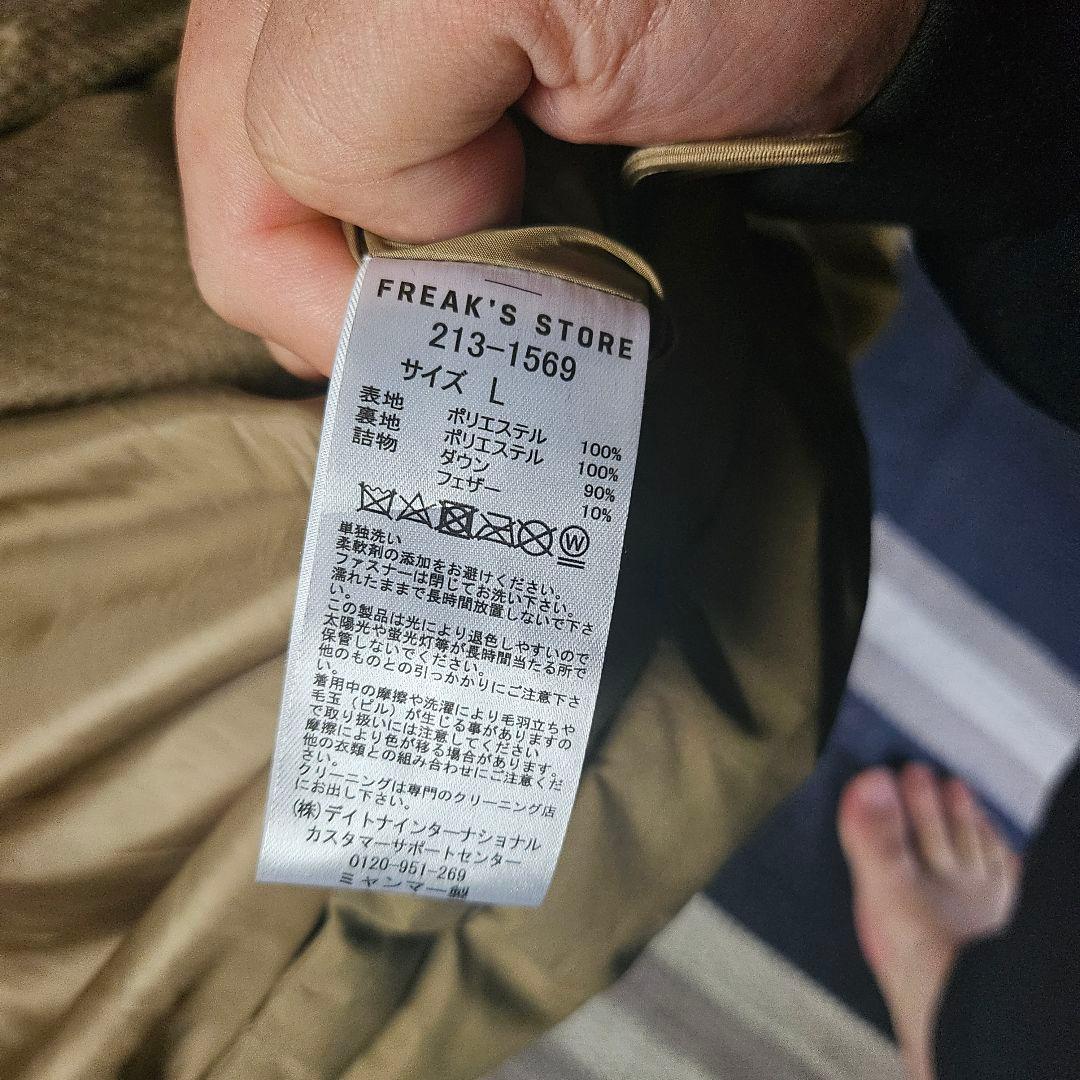 FREAK'S STORE
213-1569
サイズ L
表地 ポリエステル 100%
裏地 ポリエステル 100%
詰物 ダウン 90%
フェザー 10%
W
単独洗い
柔軟剤の添加をお避けください。
ファスナーは閉じてお洗い下さい。
濡れたままで長時間放置しないで下さ
い。
この製品は光により退色しやすいので
太陽光や蛍光灯等が長時間当たる所で
保管しないでください。
他のものとの引っかかりにご注意下さ
い。
着用中の摩擦や洗濯により毛羽立ちや
毛玉（ピル）が生じる事がありますの
で取り扱いには注意してください
摩擦により色が移る場合があります。
他の衣類との組み合わせにご注意くだ
さい。
クリーニングは専門のクリーニング店
にお出し下さい。
(株)デイトナインターナショナル
カスタマーサポートセンター
0120-951-269
ミャンマー製